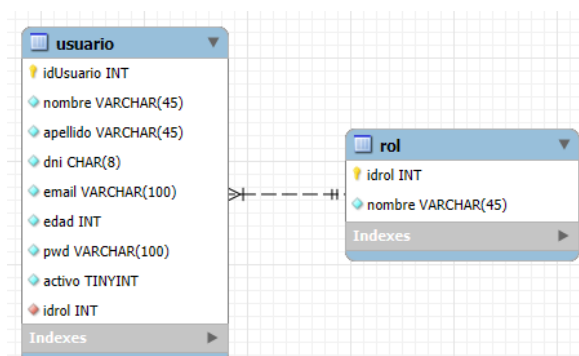 usuario
idUsuario INT
nombre VARCHAR(45)
apellido VARCHAR(45)
dni CHAR(8)
email VARCHAR(100)
edad INT
pwd VARCHAR(100)
activo TINYINT
idrol INT
Indexes
rol
idrol INT
nombre VARCHAR(45)
Indexes